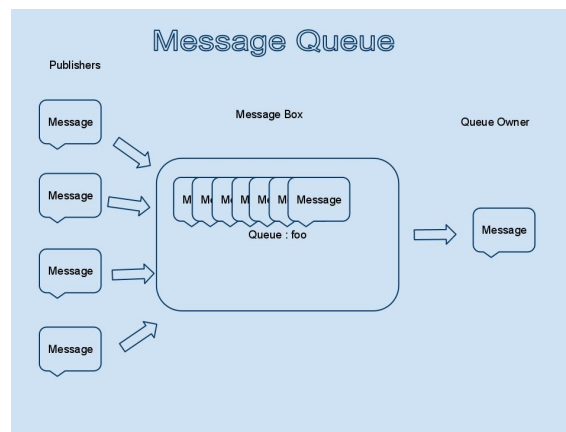 Message Queue
Publishers
Message Box
Queue Owner
Message
Message
Message
Message
M M M M M M Message
Queue : foo
Message